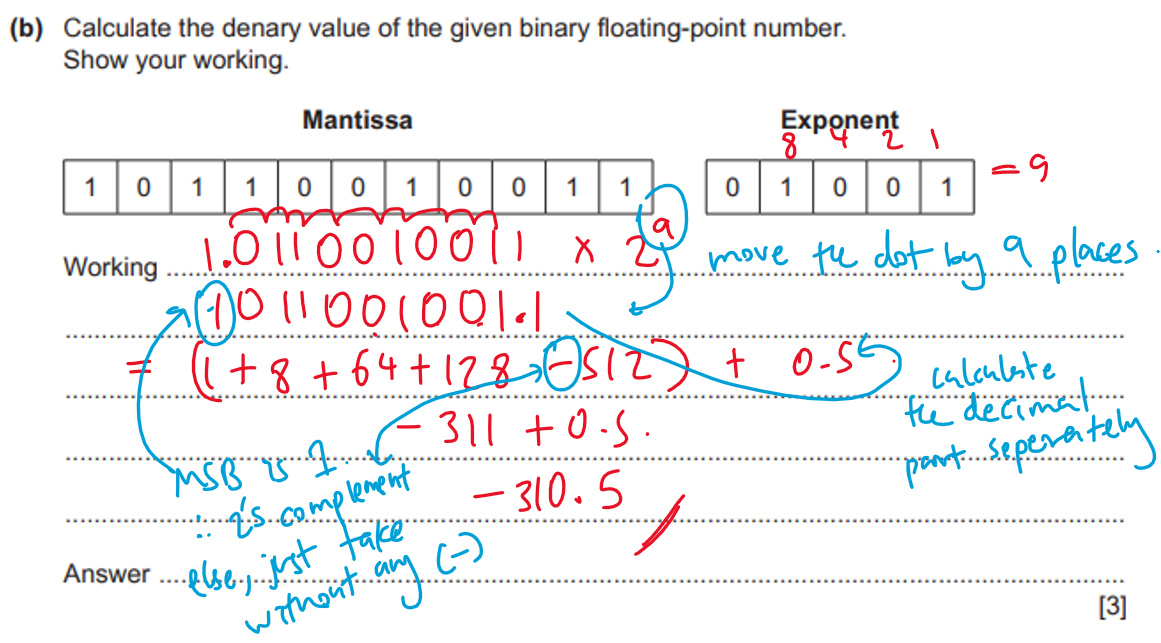 (b) Calculate the denary value of the given binary floating-point number.
Show your working.
Mantissa Exponent
8 4 2 1
1 0 1 1 0 0 1 0 0 1 1 0 1 0 0 1 = 9
Working 1.0110010011 × 2^9 move the dot by 9 places.
1011001001.1
= (1 + 8 + 64 + 128 - 512) + 0.5
calculate
the decimal
part seperately
- 311 + 0.5.
MSB is 1.
∴ 2's complement
else, just take
without any (-)
- 310.5
Answer
[3]